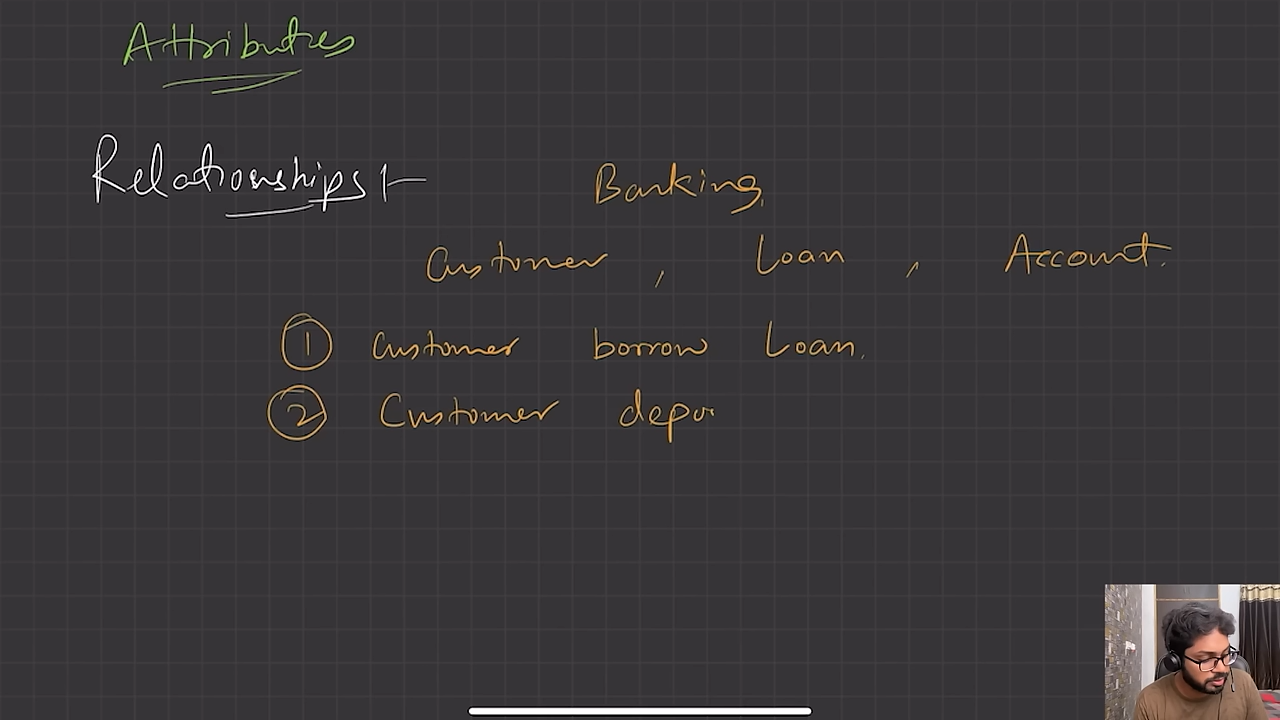 Attributes
Relationships :-
Banking
Customer , Loan , Account.
1 Customer borrow Loan.
2 Customer depo